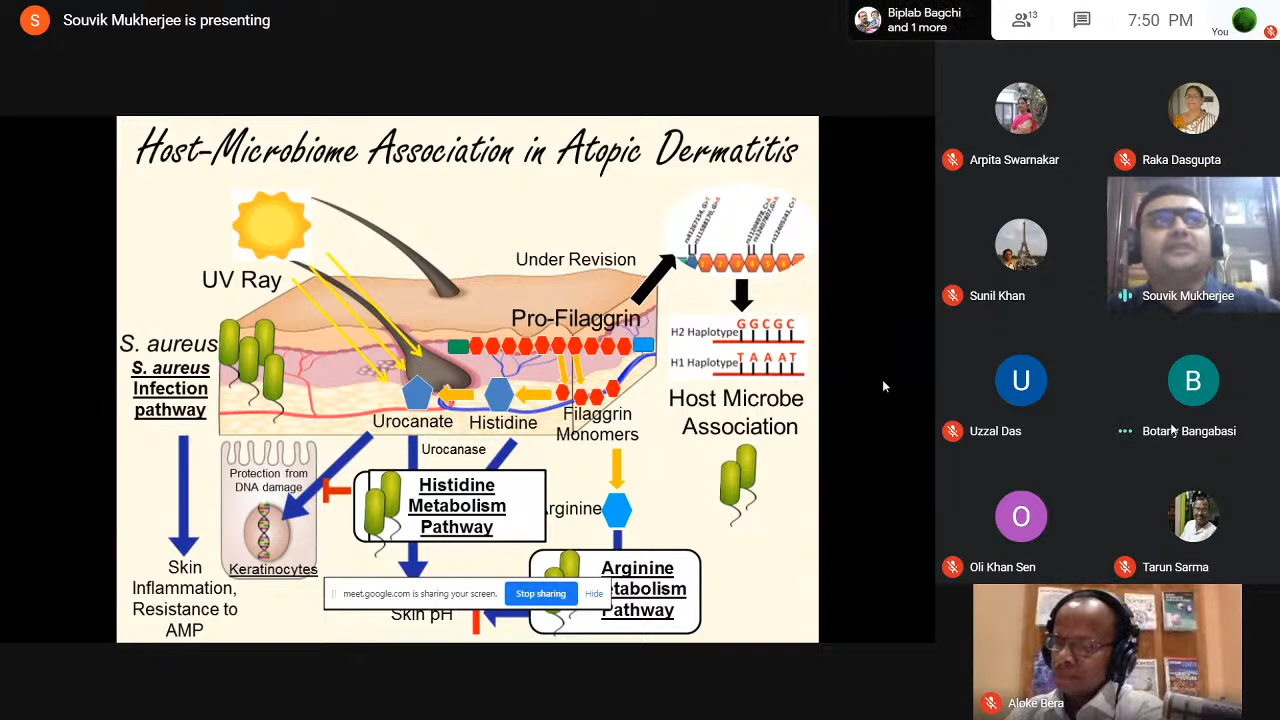 S
Souvik Mukherjee is presenting
Biplab Bagchi
and 1 more
13
7:50 PM
You
Host-Microbiome Association in Atopic Dermatitis
UV Ray
Under Revision
Pro-Filaggrin
S. aureus
S. aureus
Infection
pathway
H2 Haplotype
G G C G C
H1 Haplotype
T A A A T
Host Microbe
Association
Urocanate
Histidine
Filaggrin
Monomers
Urocanase
Protection from
DNA damage
Keratinocytes
Histidine
Metabolism
Pathway
Arginine
Arginine
etabolism
Pathway
Skin
Inflammation,
Resistance to
AMP
meet.google.com is sharing your screen.
Stop sharing
Hide
Skin pH
Arpita Swarnakar
Raka Dasgupta
Sunil Khan
Souvik Mukherjee
U
Uzzal Das
B
Botany Bangabasi
O
Oli Khan Sen
Tarun Sarma
Aloke Bera